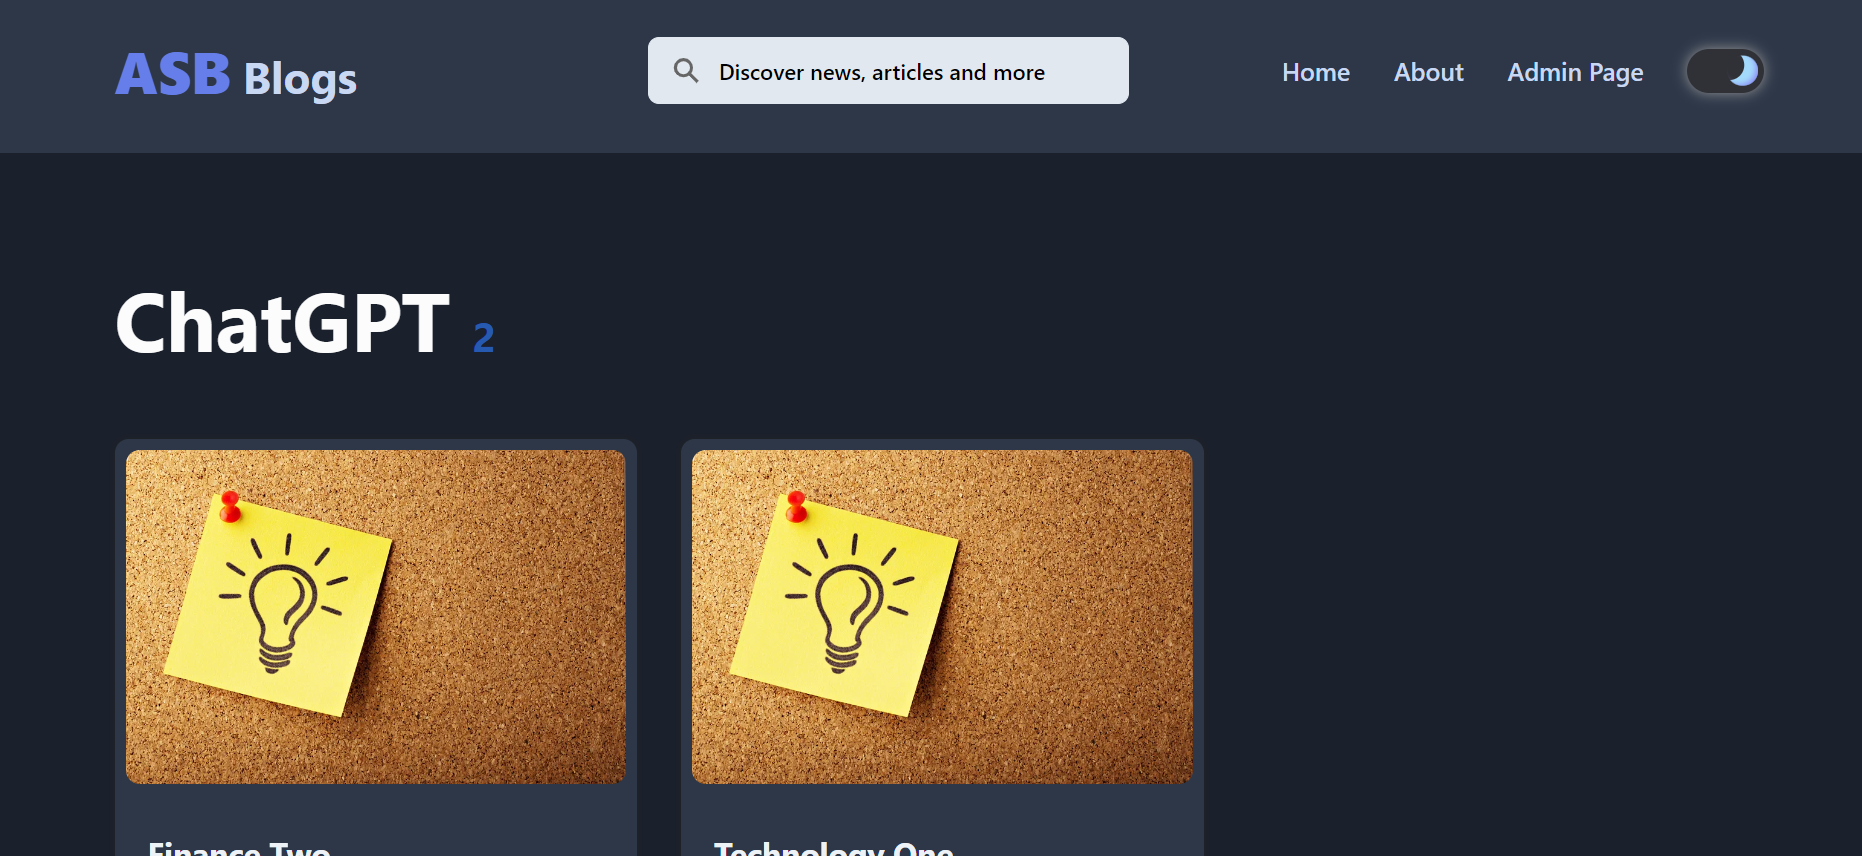 ASB Blogs
Discover news, articles and more
Home
About
Admin Page
ChatGPT 2
Finance Two
Technology One